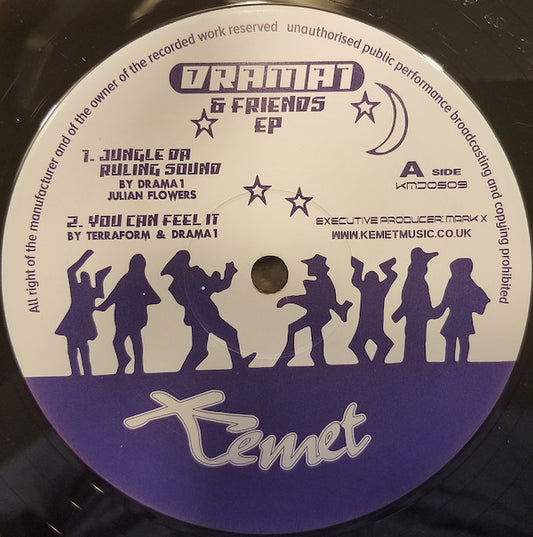 All right of the manufacturer and of the owner of the recorded work reserved unauthorised public performance broadcasting and copying prohibited
DRAMA1
& FRIENDS
EP
1. JUNGLE DA
RULING SOUND
BY DRAMA1
JULIAN FLOWERS
2. YOU CAN FEEL IT
BY TERRAFORM & DRAMA1
A SIDE
KMJ0509
EXECUTIVE PRODUCER: MARK X
WWW.KEMETMUSIC.CO.UK
Kemet